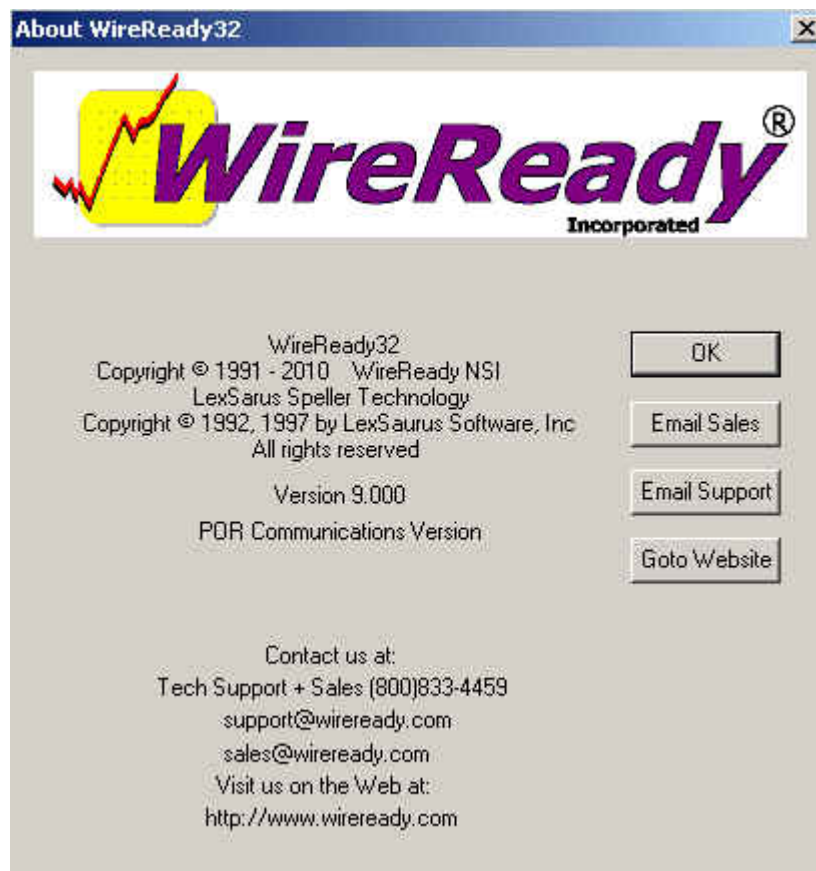 About WireReady32
WireReady®
Incorporated
WireReady32
Copyright © 1991 - 2010 WireReady NSI
LexSarus Speller Technology
Copyright © 1992, 1997 by LexSaurus Software, Inc
All rights reserved
Version 9.000
POR Communications Version
OK
Email Sales
Email Support
Goto Website
Contact us at:
Tech Support + Sales (800)833-4459
support@wireready.com
sales@wireready.com
Visit us on the Web at:
http://www.wireready.com